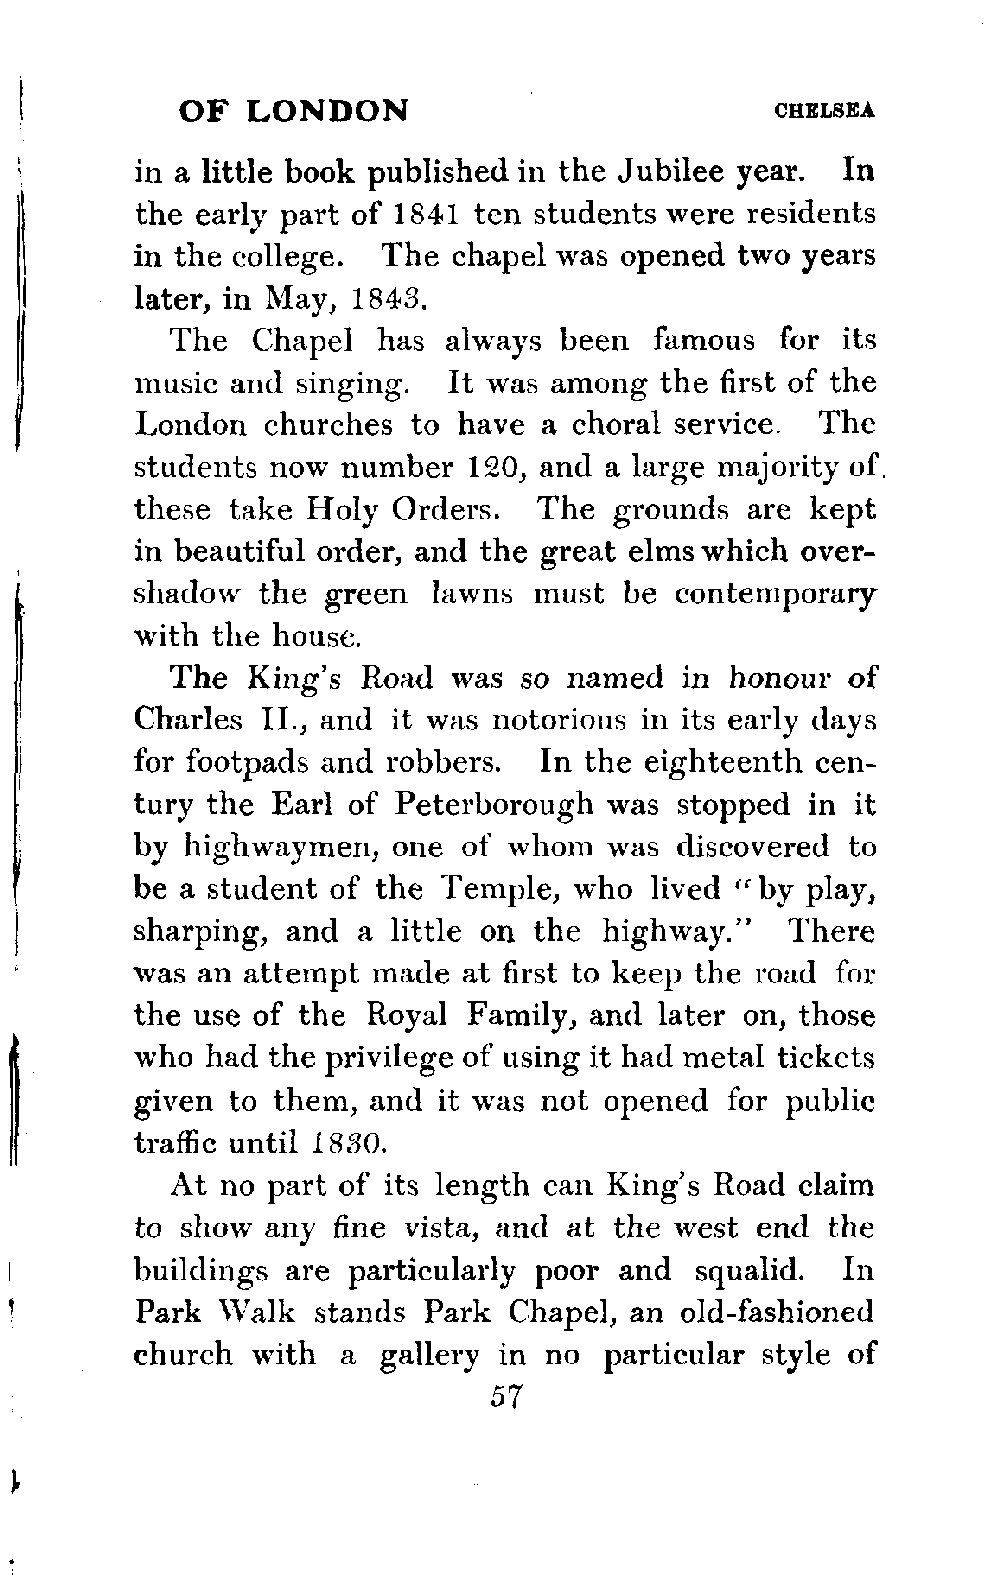 OF LONDON CHELSEA
in a little book published in the Jubilee year. In
the early part of 1841 ten students were residents
in the college. The chapel was opened two years
later, in May, 1843.
The Chapel has always been famous for its
music and singing. It was among the first of the
London churches to have a choral service. The
students now number 120, and a large majority of
these take Holy Orders. The grounds are kept
in beautiful order, and the great elms which over-
shadow the green lawns must be contemporary
with the house.
The King's Road was so named in honour of
Charles II., and it was notorious in its early days
for footpads and robbers. In the eighteenth cen-
tury the Earl of Peterborough was stopped in it
by highwaymen, one of whom was discovered to
be a student of the Temple, who lived “by play,
sharping, and a little on the highway.” There
was an attempt made at first to keep the road for
the use of the Royal Family, and later on, those
who had the privilege of using it had metal tickets
given to them, and it was not opened for public
traffic until 1830.
At no part of its length can King's Road claim
to show any fine vista, and at the west end the
buildings are particularly poor and squalid. In
Park Walk stands Park Chapel, an old-fashioned
church with a gallery in no particular style of
57